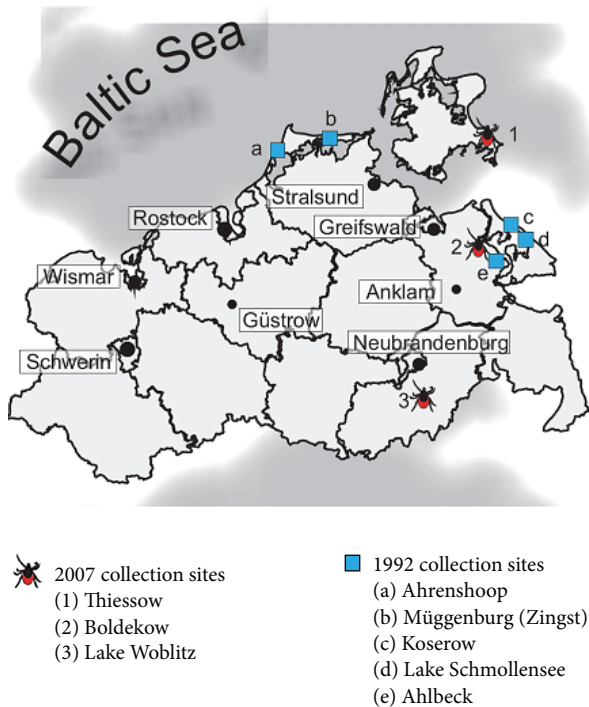 Baltic Sea
b
1
a
Stralsund
Rostock
Greifswald
c
d
2
e
Wismar
Anklam
Güstrow
Neubrandenburg
Schwerin
3
2007 collection sites
(1) Thiessow
(2) Boldekow
(3) Lake Woblitz
1992 collection sites
(a) Ahrenshoop
(b) Müggenburg (Zingst)
(c) Koserow
(d) Lake Schmollensee
(e) Ahlbeck